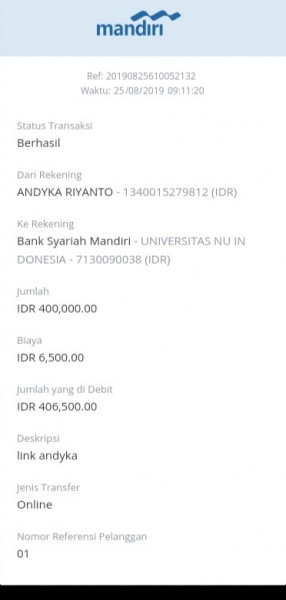 mandiri
Ref: 20190825610052132
Waktu: 25/08/2019 09:11:20
Status Transaksi
Berhasil
Dari Rekening
ANDYKA RIYANTO - 1340015279812 (IDR)
Ke Rekening
Bank Syariah Mandiri - UNIVERSITAS NU IN
DONESIA - 7130090038 (IDR)
Jumlah
IDR 400,000.00
Biaya
IDR 6,500.00
Jumlah yang di Debit
IDR 406,500.00
Deskripsi
link andyka
Jenis Transfer
Online
Nomor Referensi Pelanggan
01